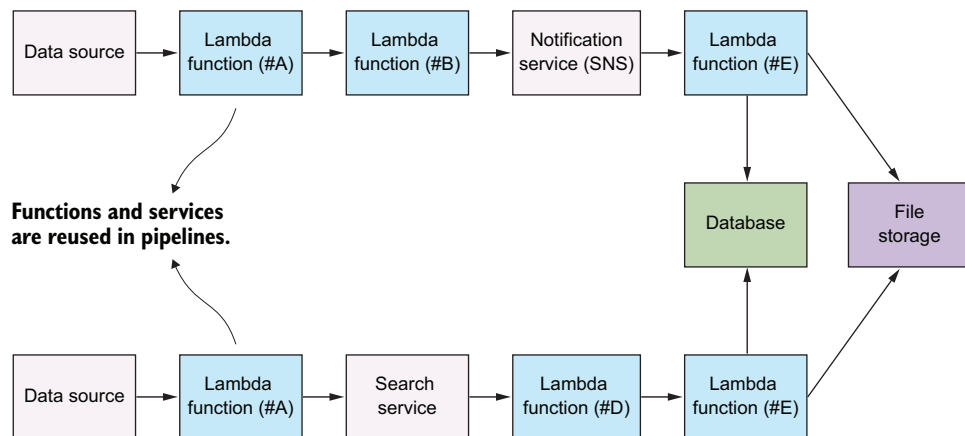 Data source
Lambda
function (#A)
Lambda
function (#B)
Notification
service (SNS)
Lambda
function (#E)
Functions and services
are reused in pipelines.
Database
File
storage
Data source
Lambda
function (#A)
Search
service
Lambda
function (#D)
Lambda
function (#E)